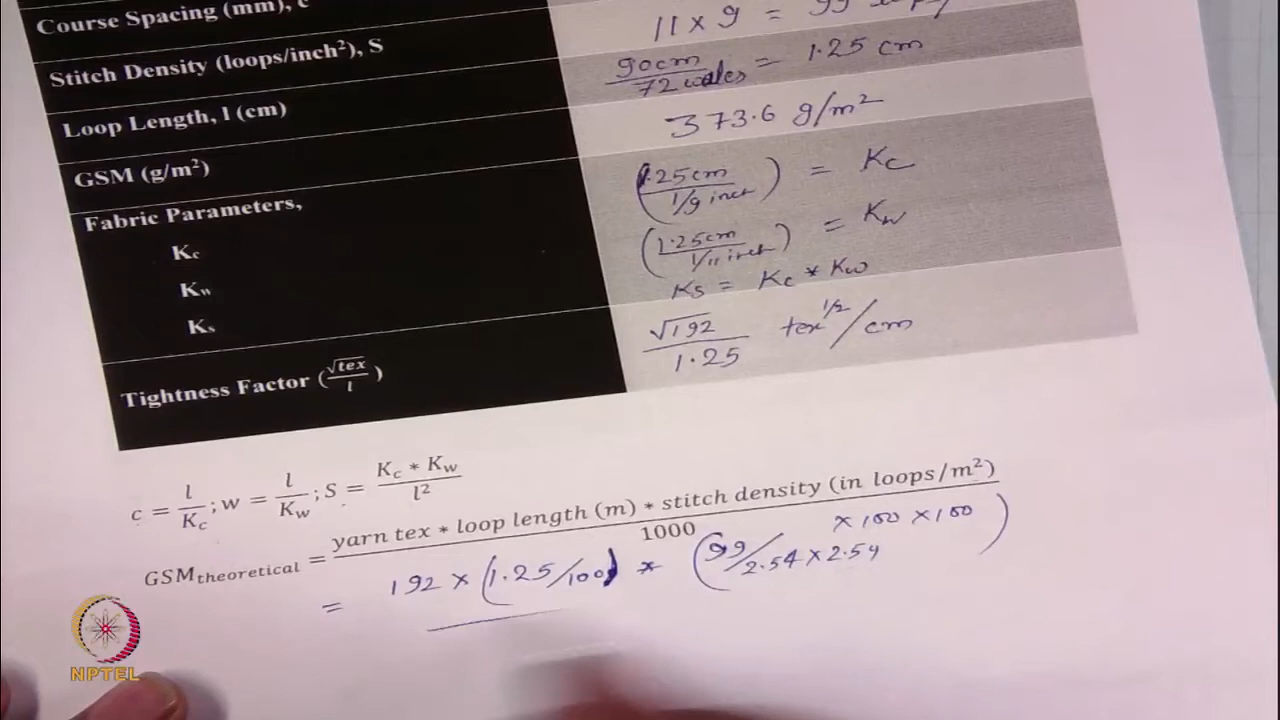 Course Spacing (mm), c
11 x 9 = 99
Stitch Density (loops/inch²), S
90cm/72 wales = 1.25 cm
Loop Length, l (cm)
373.6 g/m²
GSM (g/m²)
(1.25cm / 1/9 inch) = Kc
Fabric Parameters,
Kc
(1.25cm / 1/11 inch) = Kw
Kw
Ks = Kc * Kw
Ks
√192 / 1.25 tex^1/2/cm
Tightness Factor (√tex / l)
c = l/Kc ; w = l/Kw ; S = Kc * Kw / l²
GSMtheoretical = yarn tex * loop length (m) * stitch density (in loops/m²) / 1000
= 192 x (1.25/100) * (99/2.54 x 2.54 x 100 x 100)
NPTEL